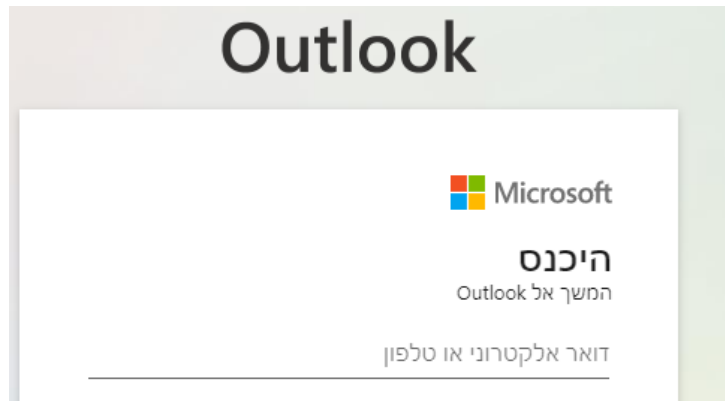 Outlook
Microsoft
היכנס
המשך אל Outlook
דואר אלקטרוני או טלפון